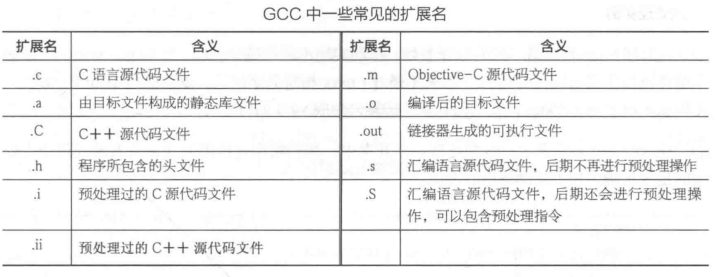 GCC 中一些常见的扩展名
扩展名 含义 扩展名 含义
.c C 语言源代码文件 .m Objective-C 源代码文件
.a 由目标文件构成的静态库文件 .o 编译后的目标文件
.C C++ 源代码文件 .out 链接器生成的可执行文件
.h 程序所包含的头文件 .s 汇编语言源代码文件，后期不再进行预处理操作
.i 预处理过的 C 源代码文件 .S 汇编语言源代码文件，后期还会进行预处理操
作，可以包含预处理指令
.ii 预处理过的 C++ 源代码文件